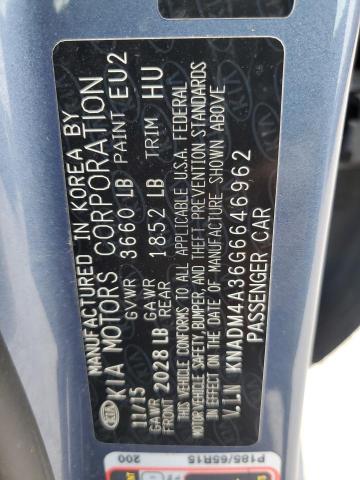 MANUFACTURED IN KOREA BY
KIA MOTORS CORPORATION
11/15 GVWR 3660 LB PAINT EU2
GAWR FRONT 2028 LB GAWR REAR 1852 LB TRIM HU
THIS VEHICLE CONFORMS TO ALL APPLICABLE U.S.A. FEDERAL
MOTOR VEHICLE SAFETY, BUMPER, AND THEFT PREVENTION STANDARDS
IN EFFECT ON THE DATE OF MANUFACTURE SHOWN ABOVE
V.I.N KNADM4A36G6646962
PASSENGER CAR
KIA
P185/65R15
200